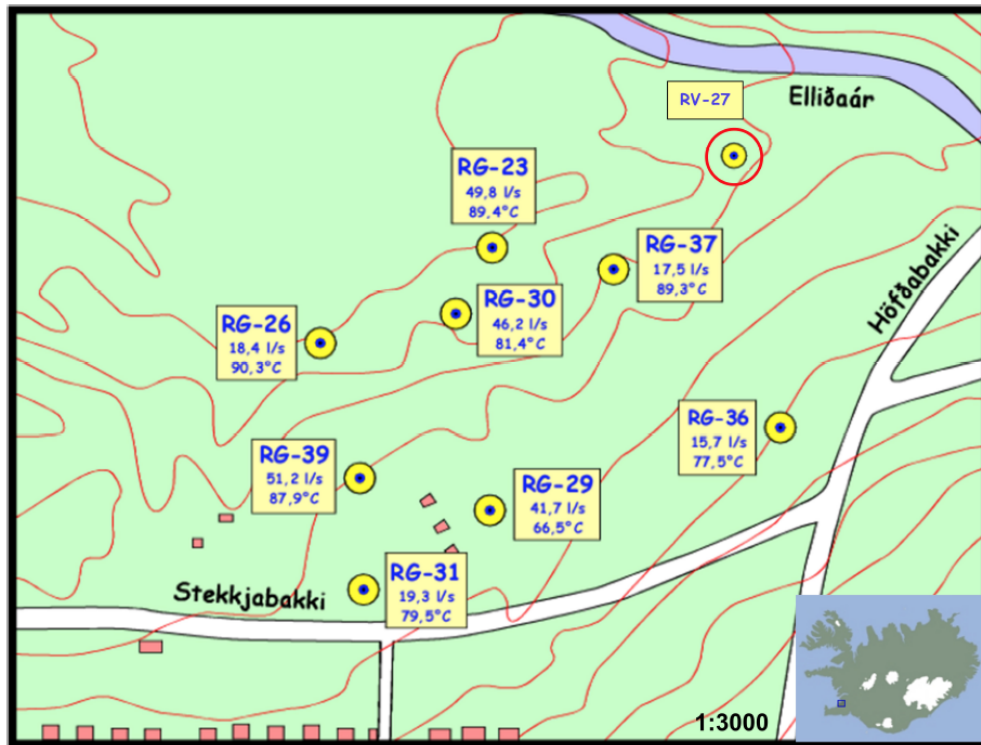 Elliðaár
RV-27
RG-23
49,8 l/s
89,4°C
RG-37
17,5 l/s
89,3°C
Höfðabakki
RG-30
46,2 l/s
81,4°C
RG-26
18,4 l/s
90,3°C
RG-36
15,7 l/s
77,5°C
RG-39
51,2 l/s
87,9°C
RG-29
41,7 l/s
66,5°C
RG-31
19,3 l/s
79,5°C
Stekkjabakki
1:3000